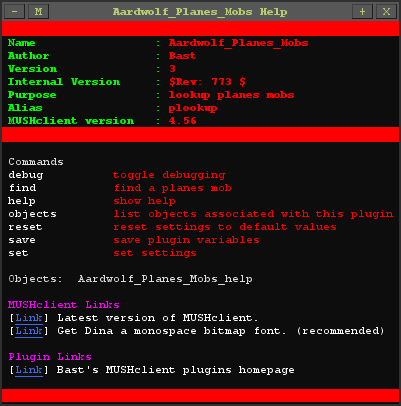 - M Aardwolf_Planes_Mobs Help + X
Name : Aardwolf_Planes_Mobs
Author : Bast
Version : 3
Internal Version : $Rev: 773 $
Purpose : lookup planes mobs
Alias : plookup
MUSHclient version : 4.56
Commands
debug toggle debugging
find find a planes mob
help show help
objects list objects associated with this plugin
reset reset settings to default values
save save plugin variables
set set settings
Objects: Aardwolf_Planes_Mobs_help
MUSHclient Links
[Link] Latest version of MUSHclient.
[Link] Get Dina a monospace bitmap font. (recommended)
Plugin Links
[Link] Bast's MUSHclient plugins homepage